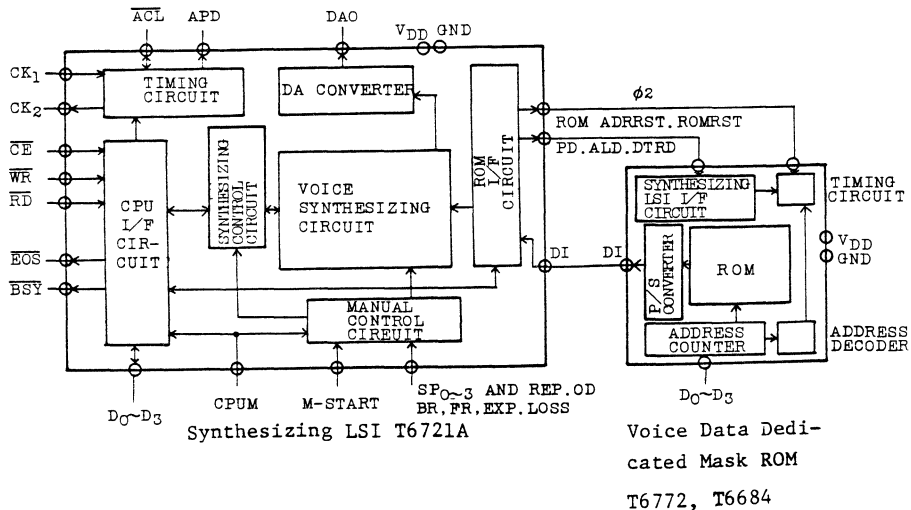 ACL APD DAO VDD GND
CK1
CK2
TIMING
CIRCUIT
DA CONVERTER
ϕ2
ROM ADRRST.ROMRST
PD.ALD.DTRD
CE
WR
RD
EOS
BSY
CPU
I/F
CIR-
CUIT
SYNTHESIZING
CONTROL
CIRCUIT
VOICE
SYNTHESIZING
CIRCUIT
ROM
I/F
CIRCUIT
MANUAL
CONTROL
CIREUIT
DI
DI
SYNTHESIZING
LSI I/F
CIRCUIT
TIMING
CIRCUIT
VDD
GND
P/S
CONVERTER
ROM
ADDRESS
COUNTER
ADDRESS
DECODER
D0~D3
CPUM
M-START
SP0~3 AND REP.OD
BR,FR,EXP.LOSS
D0~D3
Synthesizing LSI T6721A
Voice Data Dedi-
cated Mask ROM
T6772, T6684